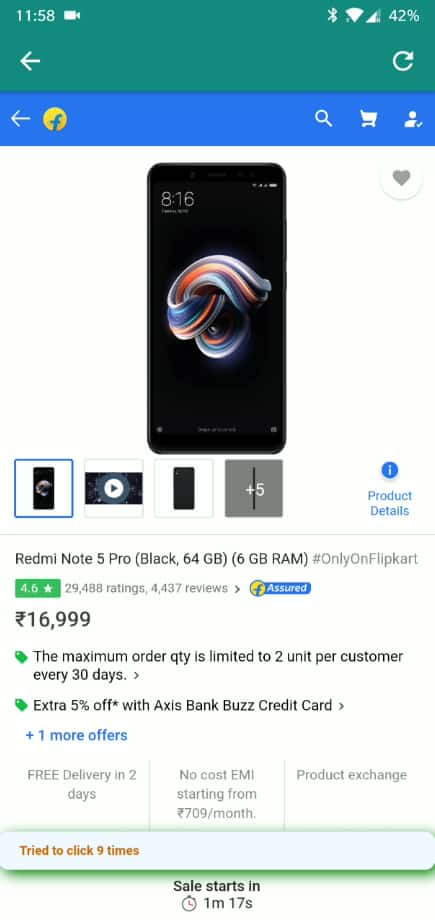 11:58 42%
8:16
+5
Product
Details
Redmi Note 5 Pro (Black, 64 GB) (6 GB RAM) #OnlyOnFlipkart
4.6 ★ 29,488 ratings, 4,437 reviews > f Assured
₹16,999
The maximum order qty is limited to 2 unit per customer
every 30 days. >
Extra 5% off* with Axis Bank Buzz Credit Card >
+ 1 more offers
FREE Delivery in 2
days
No cost EMI
starting from
₹709/month.
Product exchange
Tried to click 9 times
Sale starts in
1m 17s